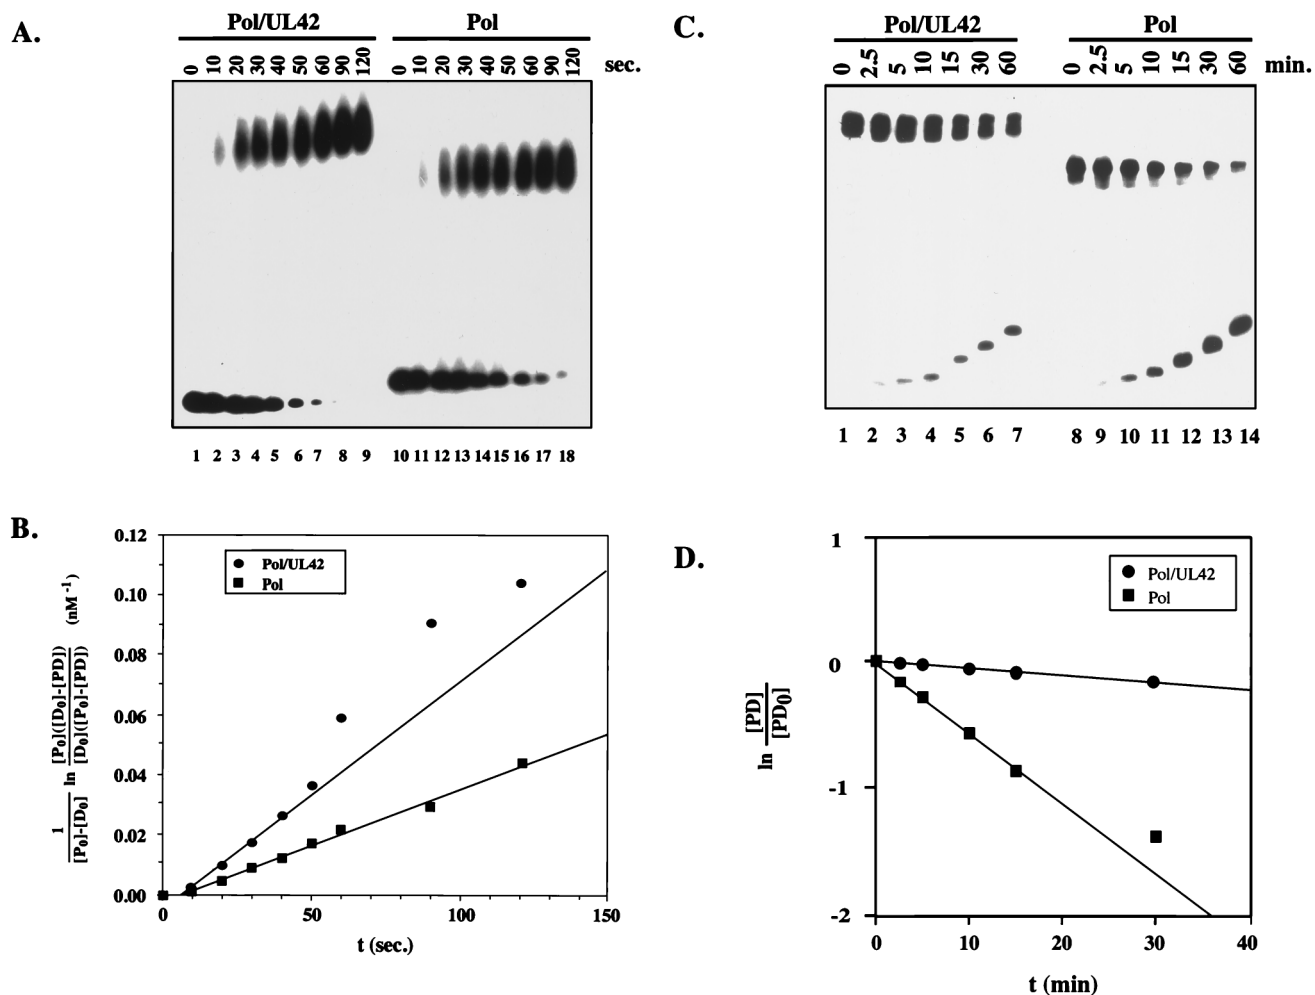 A.
Pol/UL42 Pol
0 10 20 30 40 50 60 90 120 0 10 20 30 40 50 60 90 120 sec.
1 2 3 4 5 6 7 8 9 10 11 12 13 14 15 16 17 18
B.
1/([P0]-[D0]) ln [P0]([D0]-[PD])/[D0]([P0]-[PD]) (nM-1)
0.12
0.10
0.08
0.06
0.04
0.02
0.00
Pol/UL42
Pol
0 50 100 150
t (sec.)
C.
Pol/UL42 Pol
0 2.5 5 10 15 30 60 0 2.5 5 10 15 30 60 min.
1 2 3 4 5 6 7 8 9 10 11 12 13 14
D.
ln [PD]/[PD0]
1
0
-1
-2
Pol/UL42
Pol
0 10 20 30 40
t (min)